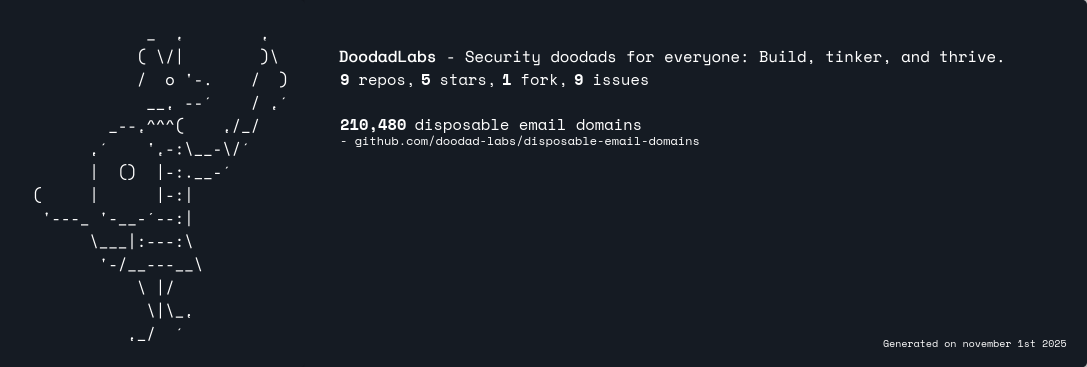 DoodadLabs - Security doodads for everyone: Build, tinker, and thrive.
9 repos, 5 stars, 1 fork, 9 issues
210,480 disposable email domains
- github.com/doodad-labs/disposable-email-domains
Generated on november 1st 2025